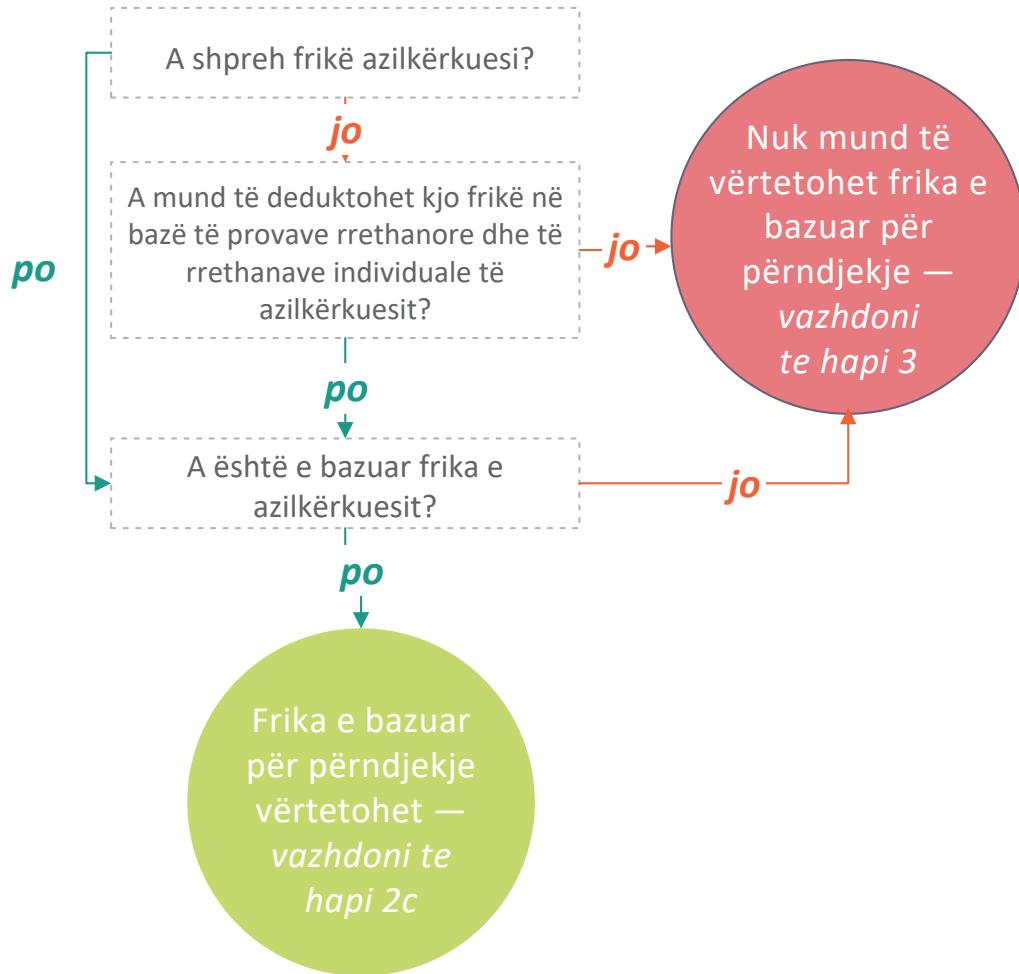 A shpreh frikë azilkërkuesi?
jo
Nuk mund të
vërtetohet frika e
bazuar për
përndjekje —
vazhdoni
te hapi 3
A mund të deduktohet kjo frikë në
bazë të provave rrethanore dhe të
rrethanave individuale të
azilkërkuesit?
jo
po
po
A është e bazuar frika e
azilkërkuesit?
jo
po
Frika e bazuar
për përndjekje
vërtetohet —
vazhdoni te
hapi 2c